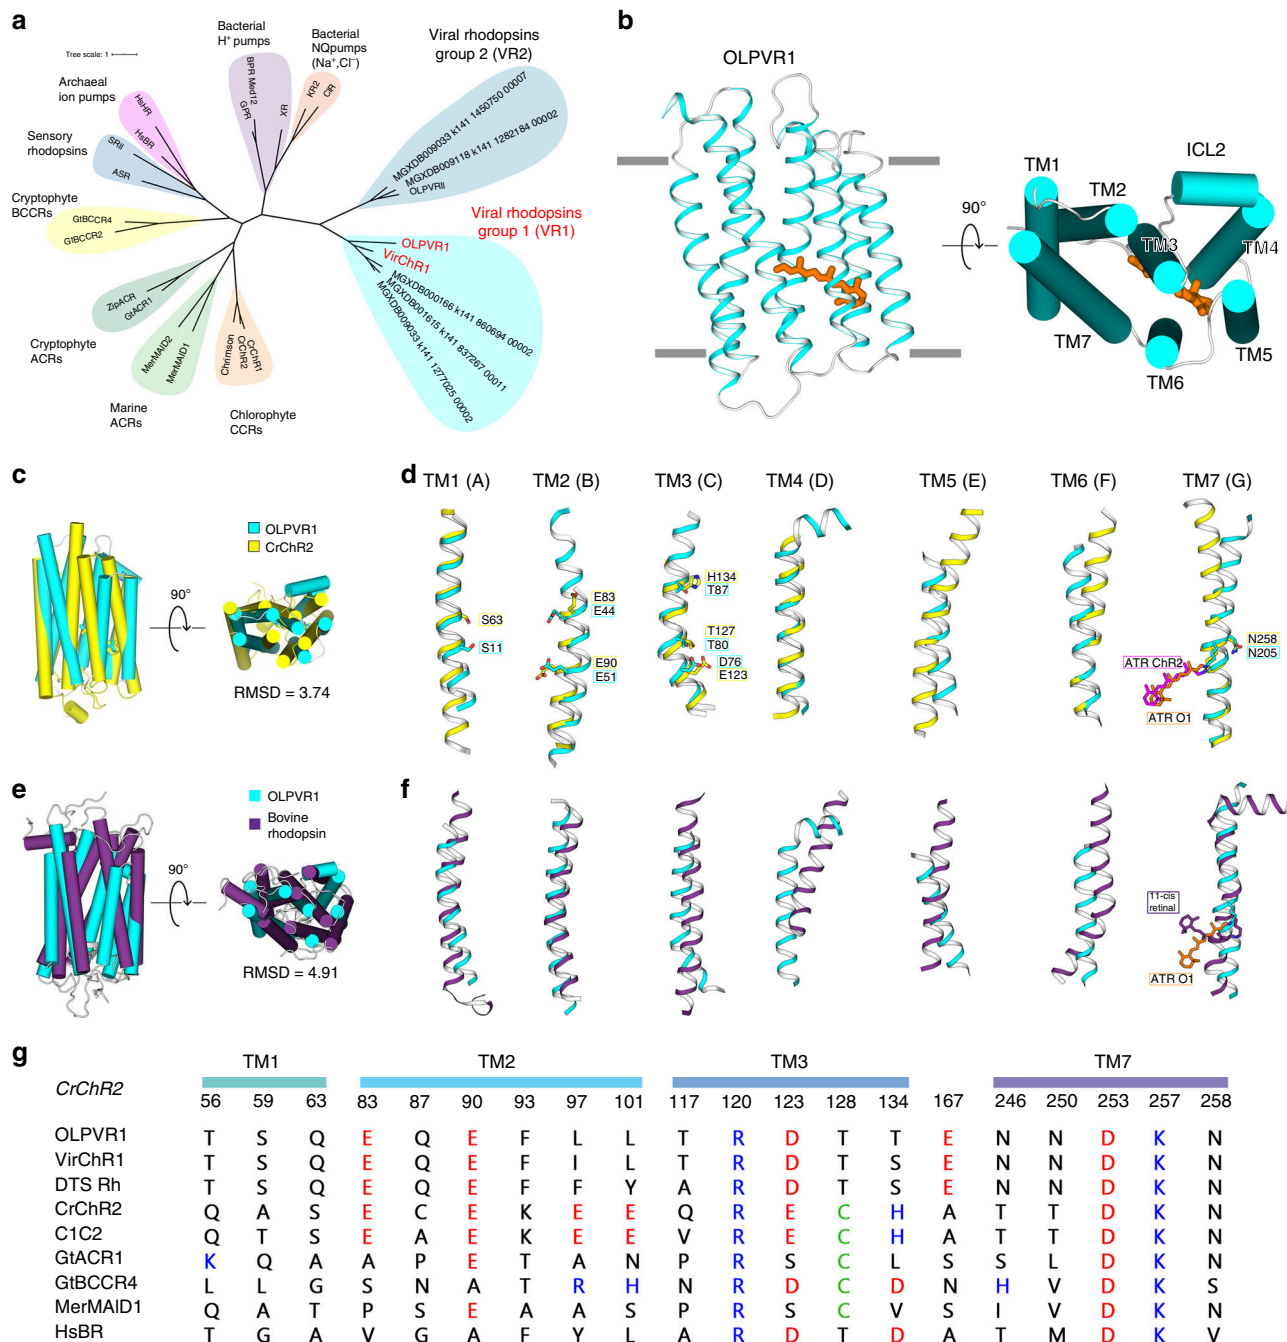 a
Tree scale: 1
Bacterial
H⁺ pumps
Bacterial
NQpumps
(Na⁺,Cl⁻)
Viral rhodopsins
group 2 (VR2)
Archaeal
ion pumps
Sensory
rhodopsins
Cryptophyte
BCCRs
Cryptophyte
ACRs
Marine
ACRs
Chlorophyte
CCRs
Viral rhodopsins
group 1 (VR1)
BPR Med12
GPR
XR
KR2
ClR
HsHR
HsBR
SRII
ASR
GtBCCR4
GtBCCR2
ZipACR
GtACR1
MerMAID2
MerMAID1
Chrimson
CrChR2
CrChR1
MGXDB009033 k141 1450750 00007
MGXDB009118 k141 1282184 00002
OLPVRII
OLPVR1
VirChR1
MGXDB000166 k141 860694 00002
MGXDB001615 k141 837267 00011
MGXDB009033 k141 1277025 00002
b
OLPVR1
90°
TM1
TM2
ICL2
TM3
TM4
TM7
TM6
TM5
c
OLPVR1
CrChR2
90°
RMSD = 3.74
d
TM1 (A)
TM2 (B)
TM3 (C)
TM4 (D)
TM5 (E)
TM6 (F)
TM7 (G)
S63
S11
E83
E44
E90
E51
H134
T87
T127
T80
D76
E123
N258
N205
ATR ChR2
ATR O1
e
OLPVR1
Bovine
rhodopsin
90°
RMSD = 4.91
f
11-cis
retinal
ATR O1
g
TM1 TM2 TM3 TM7
CrChR2
56 59 63 83 87 90 93 97 101 117 120 123 128 134 167 246 250 253 257 258
OLPVR1 T S Q E Q E F L L T R D T T E N N D K N
VirChR1 T S Q E Q E F I L T R D T S E N N D K N
DTS Rh T S Q E Q E F F Y A R D T S E N N D K N
CrChR2 Q A S E C E K E E Q R E C H A T T D K N
C1C2 Q T S E A E K E E V R E C H A T T D K N
GtACR1 K Q A A P E T A N P R S C L S S L D K N
GtBCCR4 L L G S N A T R H N R D C D N H V D K S
MerMAID1 Q A T P S E A A S P R S C V S I V D K N
HsBR T G A V G A F Y L A R D T D A T M D K N